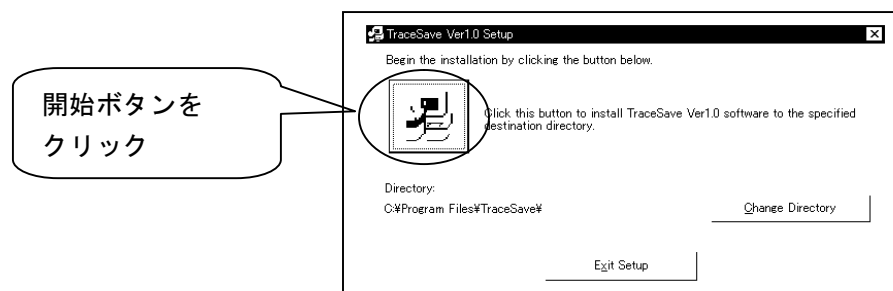 TraceSave Ver1.0 Setup
Begin the installation by clicking the button below.
開始ボタンを
クリック
Click this button to install TraceSave Ver1.0 software to the specified
destination directory.
Directory:
C:¥Program Files¥TraceSave¥
Change Directory
Exit Setup